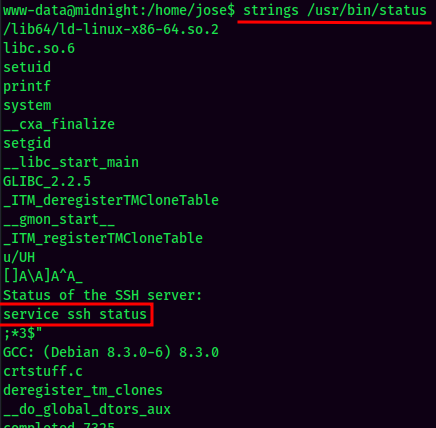 www-data@midnight:/home/jose$ strings /usr/bin/status
/lib64/ld-linux-x86-64.so.2
libc.so.6
setuid
printf
system
__cxa_finalize
setgid
__libc_start_main
GLIBC_2.2.5
_ITM_deregisterTMCloneTable
__gmon_start__
_ITM_registerTMCloneTable
u/UH
[]A\A]A^A_
Status of the SSH server:
service ssh status
;*3$"
GCC: (Debian 8.3.0-6) 8.3.0
crtstuff.c
deregister_tm_clones
__do_global_dtors_aux
completed.7325